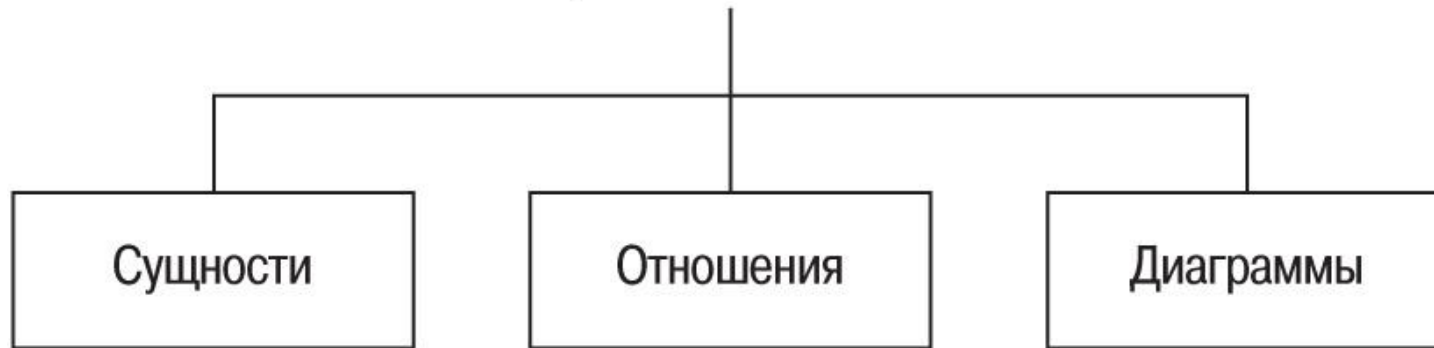 Сущности
Отношения
Диаграммы